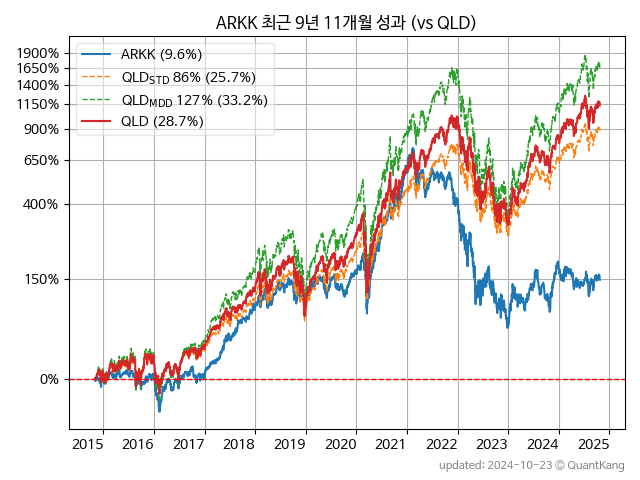 ARKK 최근 9년 11개월 성과 (vs QLD)
1900%
1650%
1400%
1150%
900%
650%
400%
150%
0%
ARKK (9.6%)
QLDSTD 86% (25.7%)
QLDMDD 127% (33.2%)
QLD (28.7%)
2015 2016 2017 2018 2019 2020 2021 2022 2023 2024 2025
updated: 2024-10-23 © QuantKang